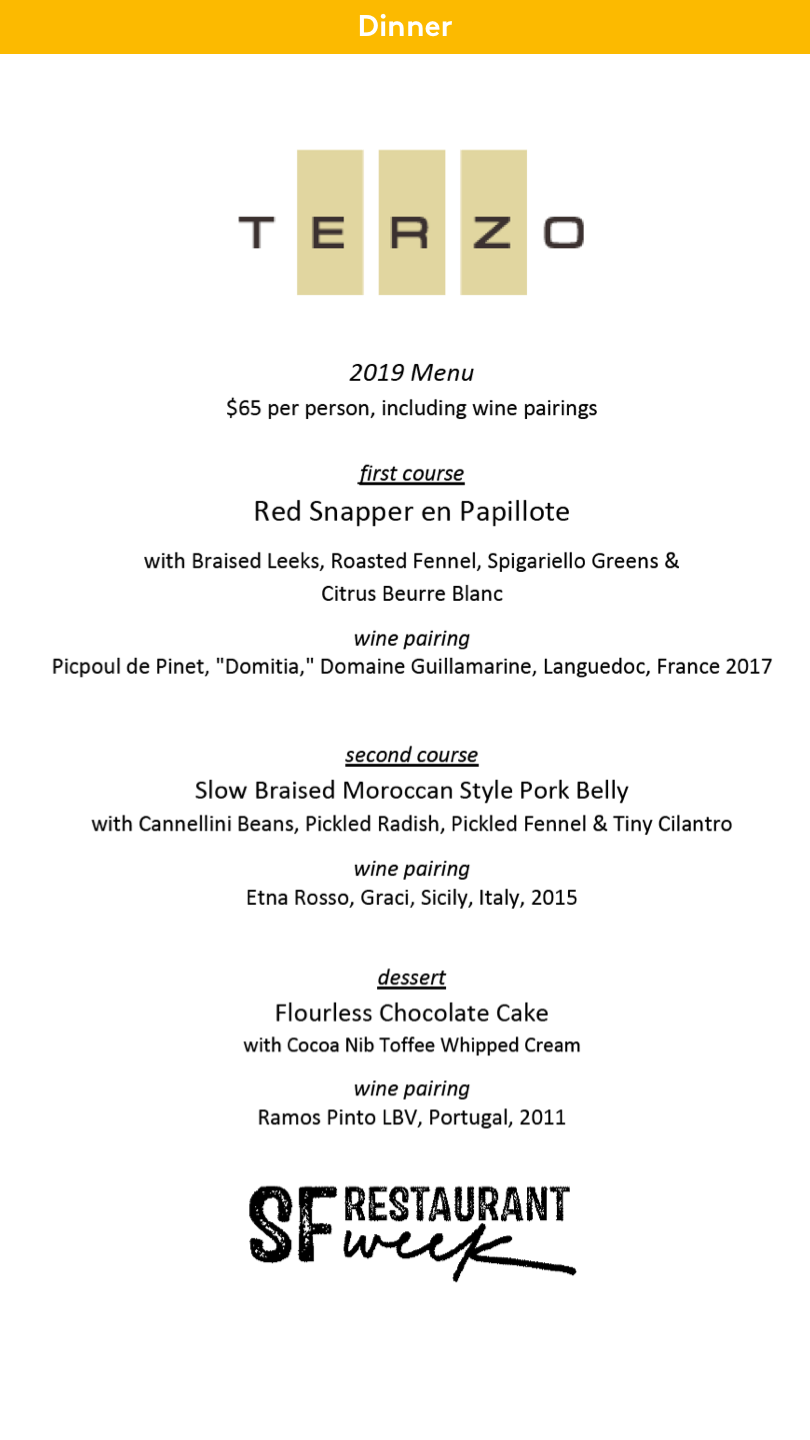 Dinner
TERZO
2019 Menu
$65 per person, including wine pairings
first course
Red Snapper en Papillote
with Braised Leeks, Roasted Fennel, Spigariello Greens &
Citrus Beurre Blanc
wine pairing
Picpoul de Pinet, "Domitia," Domaine Guillamarine, Languedoc, France 2017
second course
Slow Braised Moroccan Style Pork Belly
with Cannellini Beans, Pickled Radish, Pickled Fennel & Tiny Cilantro
wine pairing
Etna Rosso, Graci, Sicily, Italy, 2015
dessert
Flourless Chocolate Cake
with Cocoa Nib Toffee Whipped Cream
wine pairing
Ramos Pinto LBV, Portugal, 2011
SF RESTAURANT
week